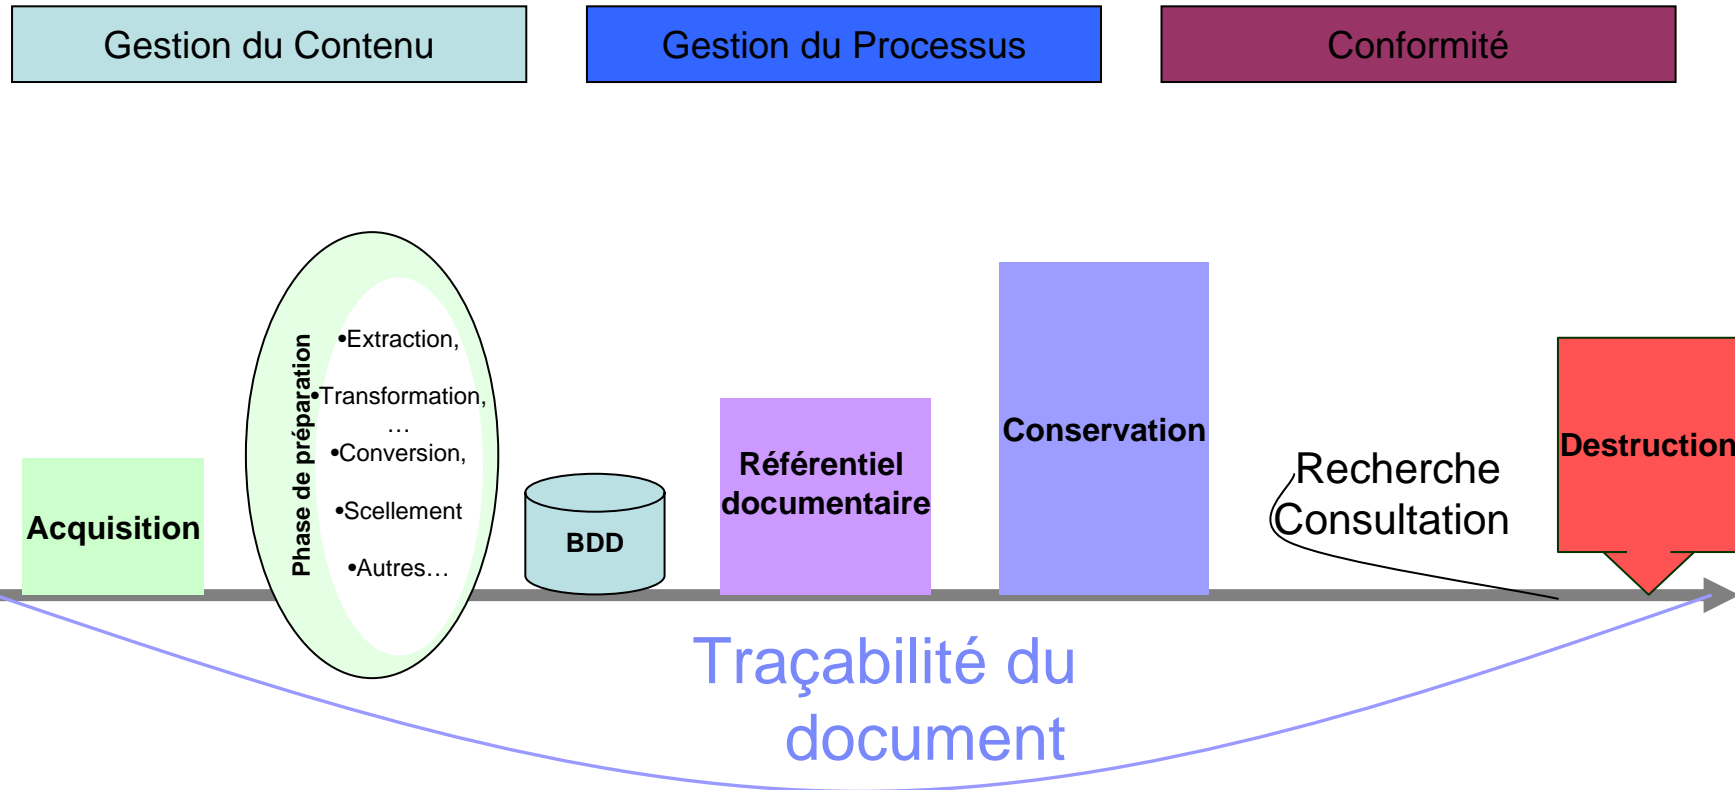 Gestion du Contenu
Gestion du Processus
Conformité
Acquisition
Phase de préparation
•Extraction,
•Transformation,
…
•Conversion,
•Scellement
•Autres…
BDD
Référentiel
documentaire
Conservation
Recherche
Consultation
Destruction
Traçabilité du
document